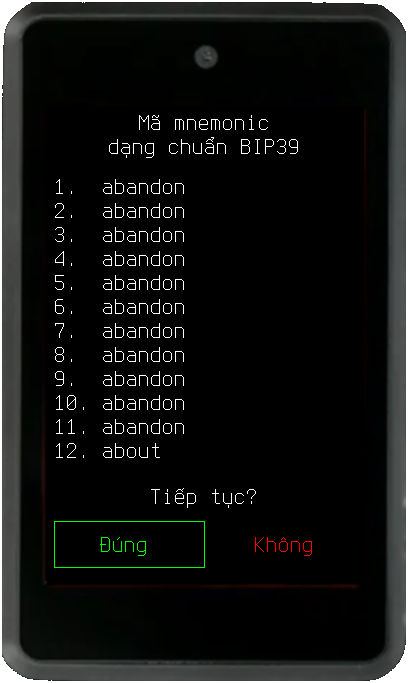 Mã mnemonic
dạng chuẩn BIP39
1. abandon
2. abandon
3. abandon
4. abandon
5. abandon
6. abandon
7. abandon
8. abandon
9. abandon
10. abandon
11. abandon
12. about
Tiếp tục?
Đúng Không